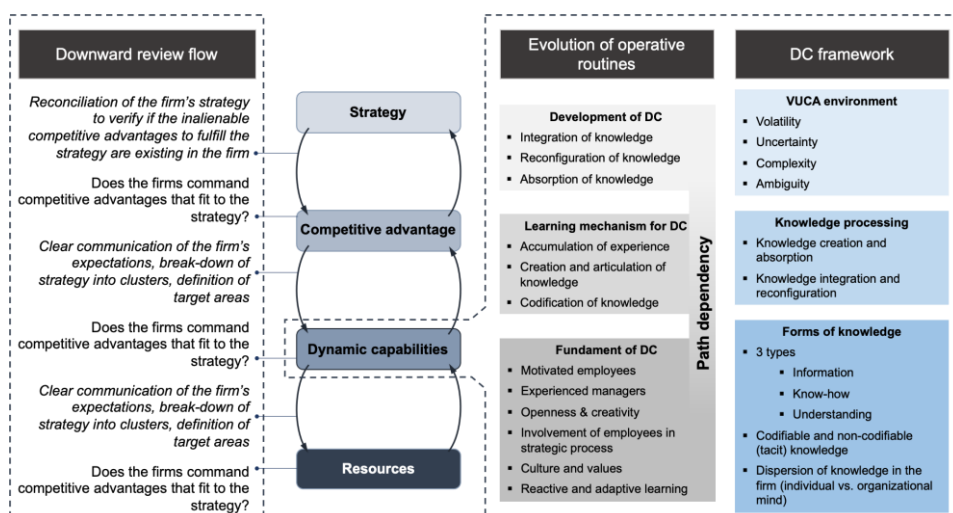 Downward review flow
Reconciliation of the firm's strategy
to verify if the inalienable
competitive advantages to fulfill the
strategy are existing in the firm
Does the firms command
competitive advantages that fit to the
strategy?
Clear communication of the firm's
expectations, break-down of
strategy into clusters, definition of
target areas
Does the firms command
competitive advantages that fit to the
strategy?
Clear communication of the firm's
expectations, break-down of
strategy into clusters, definition of
target areas
Does the firms command
competitive advantages that fit to the
strategy?
Strategy
Competitive advantage
Dynamic capabilities
Resources
Evolution of operative
routines
Development of DC
▪ Integration of knowledge
▪ Reconfiguration of knowledge
▪ Absorption of knowledge
Learning mechanism for DC
▪ Accumulation of experience
▪ Creation and articulation of
knowledge
▪ Codification of knowledge
Fundament of DC
▪ Motivated employees
▪ Experienced managers
▪ Openness & creativity
▪ Involvement of employees in
strategic process
▪ Culture and values
▪ Reactive and adaptive learning
Path dependency
DC framework
VUCA environment
▪ Volatility
▪ Uncertainty
▪ Complexity
▪ Ambiguity
Knowledge processing
▪ Knowledge creation and
absorption
▪ Knowledge integration and
reconfiguration
Forms of knowledge
▪ 3 types
▪ Information
▪ Know-how
▪ Understanding
▪ Codifiable and non-codifiable
(tacit) knowledge
▪ Dispersion of knowledge in the
firm (individual vs. organizational
mind)